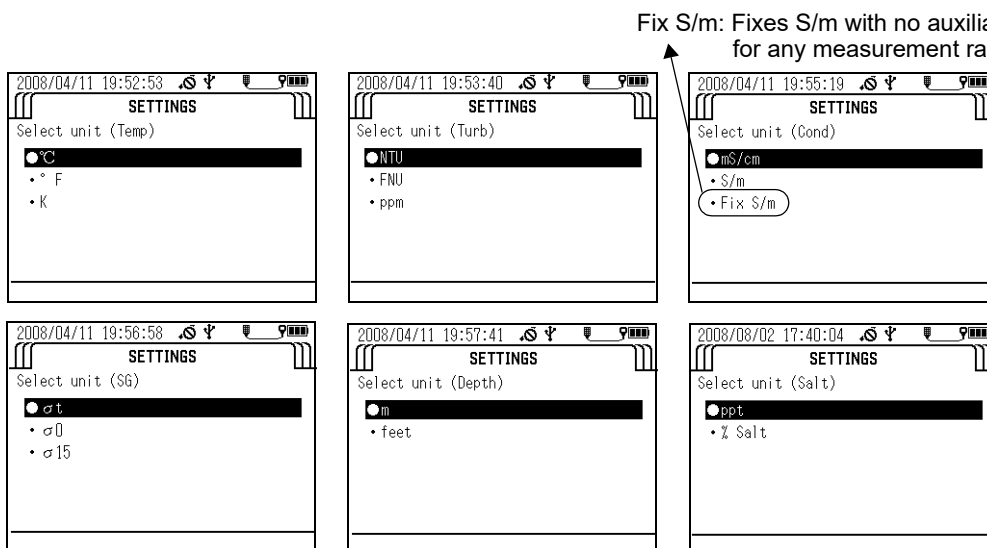 Fix S/m: Fixes S/m with no
for any measurement
2008/04/11 19:52:53
SETTINGS
Select unit (Temp)
●℃
• ° F
• K
2008/04/11 19:53:40
SETTINGS
Select unit (Turb)
●NTU
• FNU
• ppm
2008/04/11 19:55:19
SETTINGS
Select unit (Cond)
●mS/cm
• S/m
• Fix S/m
2008/04/11 19:56:58
SETTINGS
Select unit (SG)
●σt
• σ0
• σ15
2008/04/11 19:57:41
SETTINGS
Select unit (Depth)
●m
• feet
2008/08/02 17:40:04
SETTINGS
Select unit (Salt)
●ppt
• % Salt